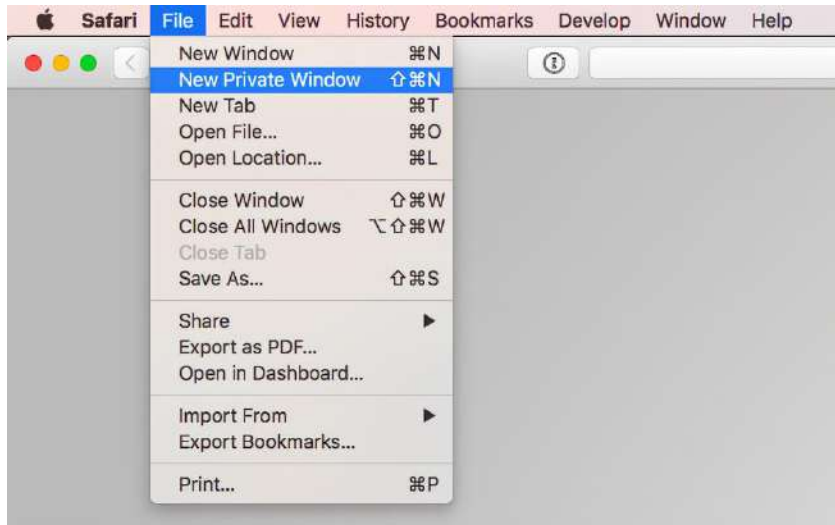 Safari File Edit View History Bookmarks Develop Window Help
New Window ⌘N
New Private Window ⇧⌘N
New Tab ⌘T
Open File... ⌘O
Open Location... ⌘L
Close Window ⇧⌘W
Close All Windows ⌥⇧⌘W
Close Tab
Save As... ⇧⌘S
Share ▶
Export as PDF...
Open in Dashboard...
Import From ▶
Export Bookmarks...
Print... ⌘P